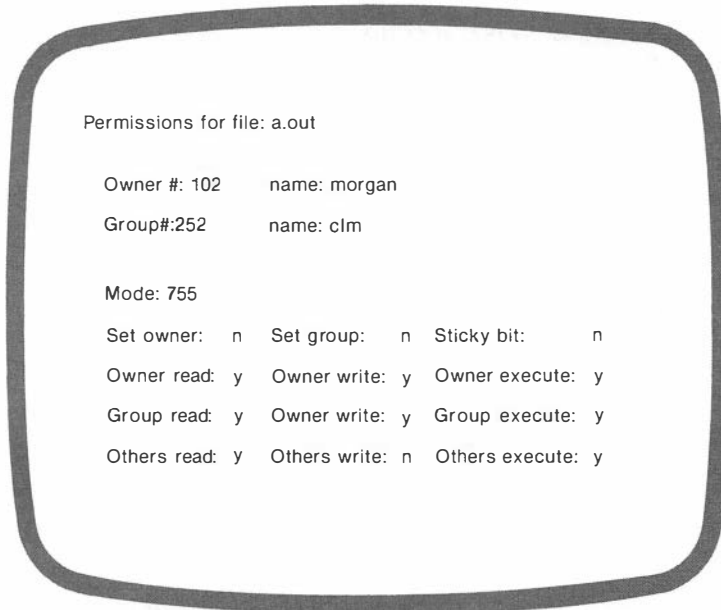 Permissions for file: a.out
Owner #: 102 name: morgan
Group#:252 name: clm
Mode: 755
Set owner: n Set group: n Sticky bit: n
Owner read: y Owner write: y Owner execute: y
Group read: y Owner write: y Group execute: y
Others read: y Others write: n Others execute: y